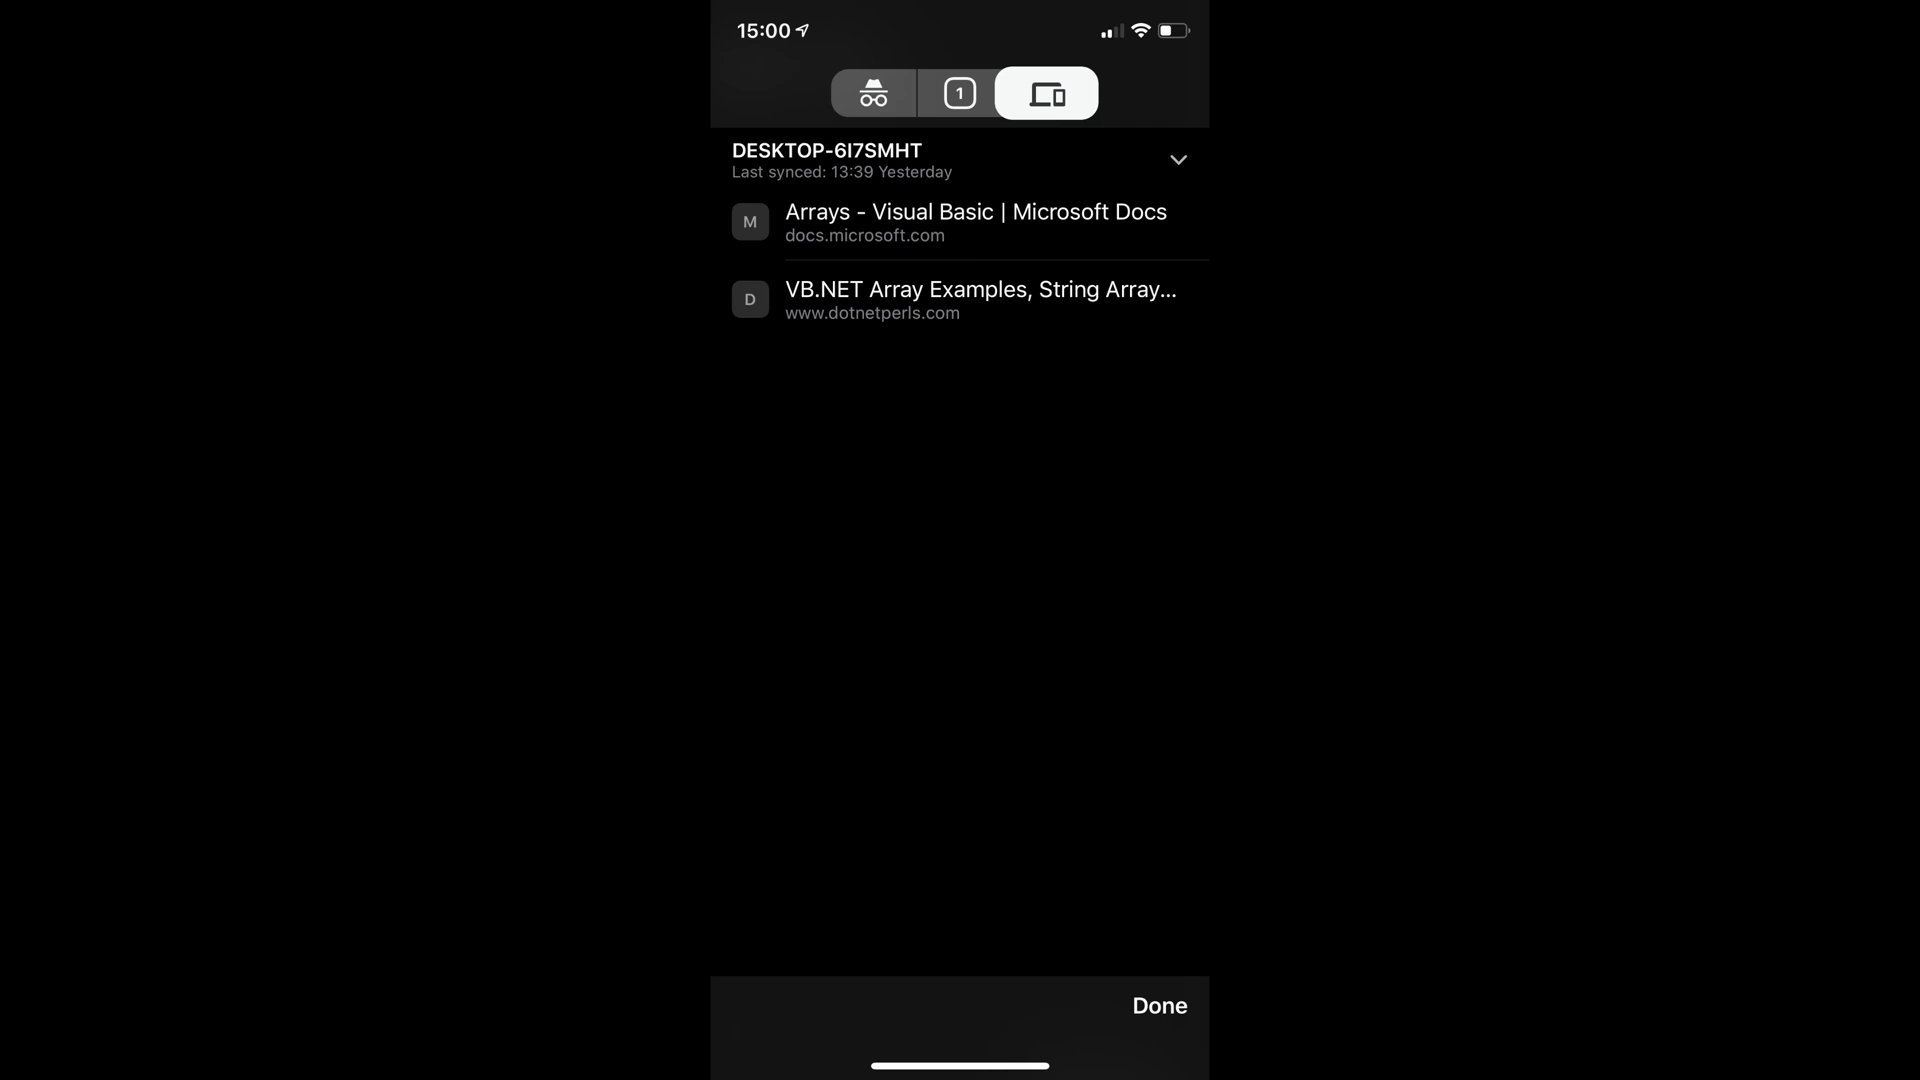 15:00
1
DESKTOP-6I7SMHT
Last synced: 13:39 Yesterday
M
Arrays - Visual Basic | Microsoft Docs
docs.microsoft.com
D
VB.NET Array Examples, String Array...
www.dotnetperls.com
Done